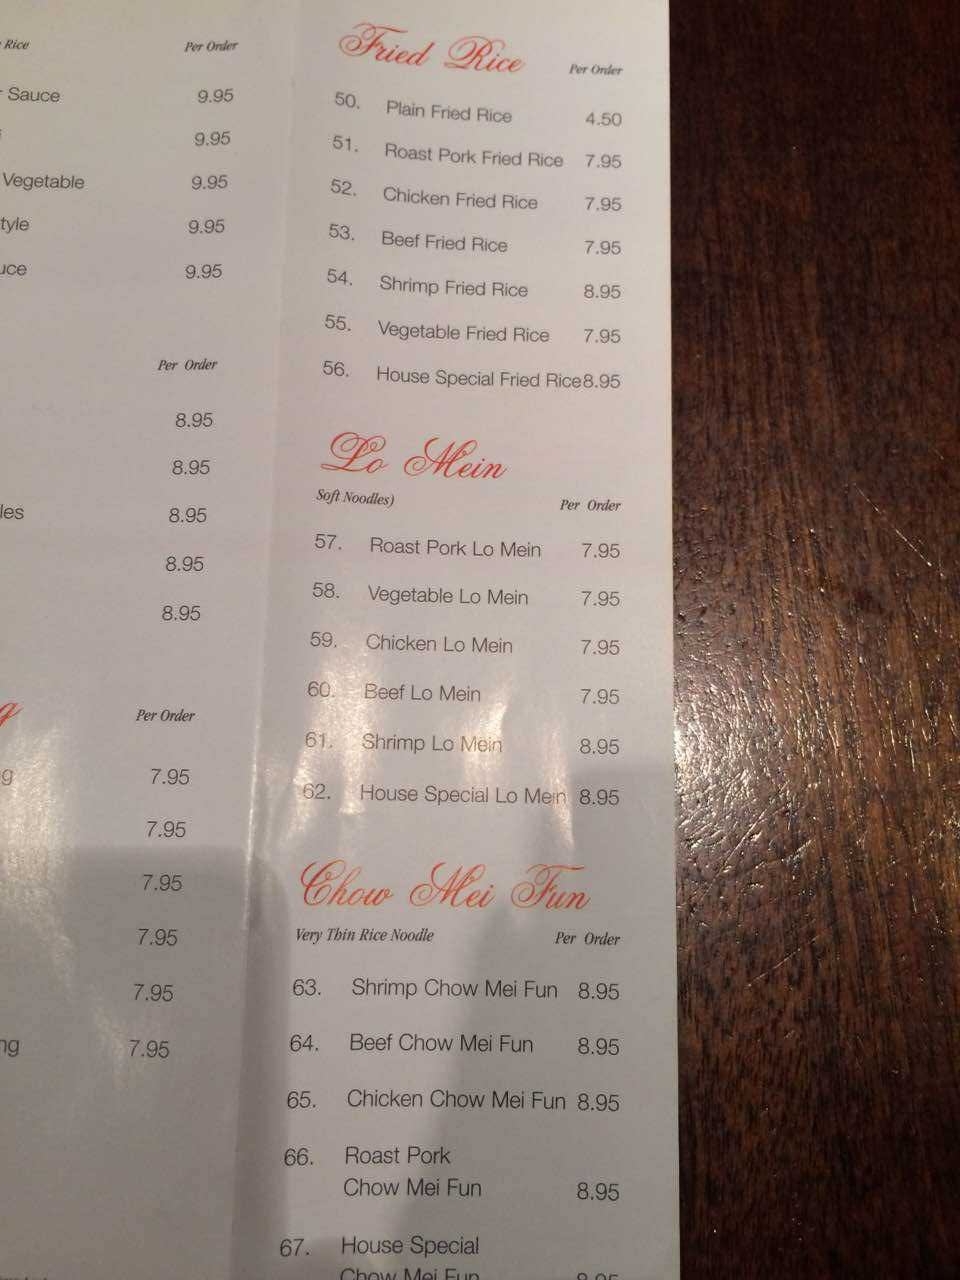 Rice Per Order
Sauce 9.95
9.95
Vegetable 9.95
9.95
9.95
Per Order
8.95
8.95
8.95
8.95
8.95
Per Order
7.95
7.95
7.95
7.95
7.95
7.95
Fried Rice Per Order
50. Plain Fried Rice 4.50
51. Roast Pork Fried Rice 7.95
52. Chicken Fried Rice 7.95
53. Beef Fried Rice 7.95
54. Shrimp Fried Rice 8.95
55. Vegetable Fried Rice 7.95
56. House Special Fried Rice 8.95
Lo Mein
Soft Noodles) Per Order
57. Roast Pork Lo Mein 7.95
58. Vegetable Lo Mein 7.95
59. Chicken Lo Mein 7.95
60. Beef Lo Mein 7.95
61. Shrimp Lo Mein 8.95
62. House Special Lo Mein 8.95
Chow Mei Fun
Very Thin Rice Noodle Per Order
63. Shrimp Chow Mei Fun 8.95
64. Beef Chow Mei Fun 8.95
65. Chicken Chow Mei Fun 8.95
66. Roast Pork
Chow Mei Fun 8.95
67. House Special
Chow Mei Fun